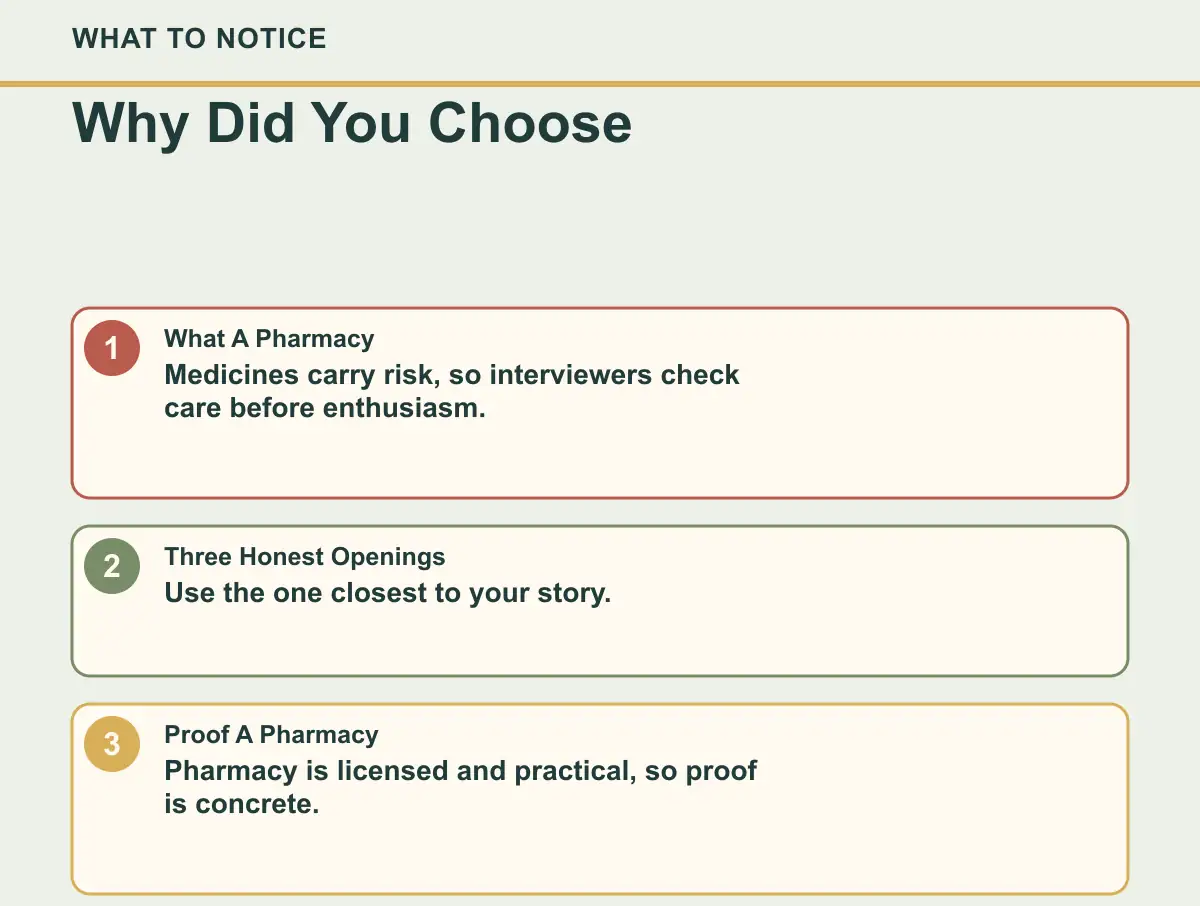 WHAT TO NOTICE
Why Did You Choose
1
What A Pharmacy
Medicines carry risk, so interviewers check
care before enthusiasm.
2
Three Honest Openings
Use the one closest to your story.
3
Proof A Pharmacy
Pharmacy is licensed and practical, so proof
is concrete.